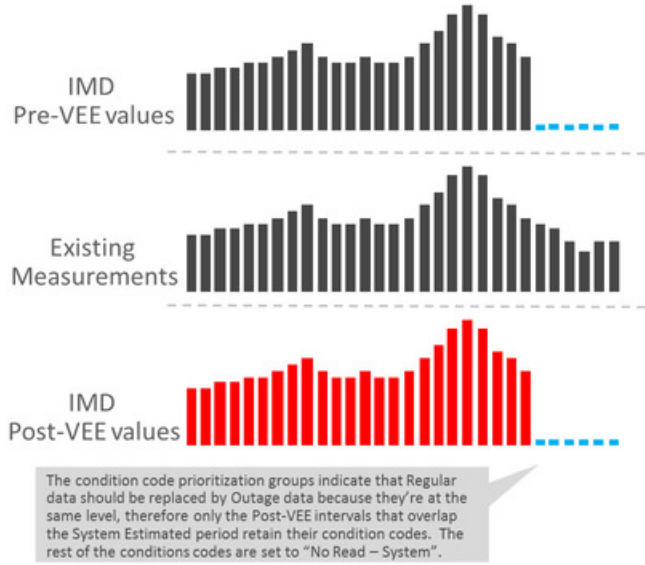 IMD
Pre-VEE values
Existing
Measurements
IMD
Post-VEE values
The condition code prioritization groups indicate that Regular
data should be replaced by Outage data because they're at the
same level, therefore only the Post-VEE intervals that overlap
the System Estimated period retain their condition codes.  The
rest of the conditions codes are set to “No Read – System”.